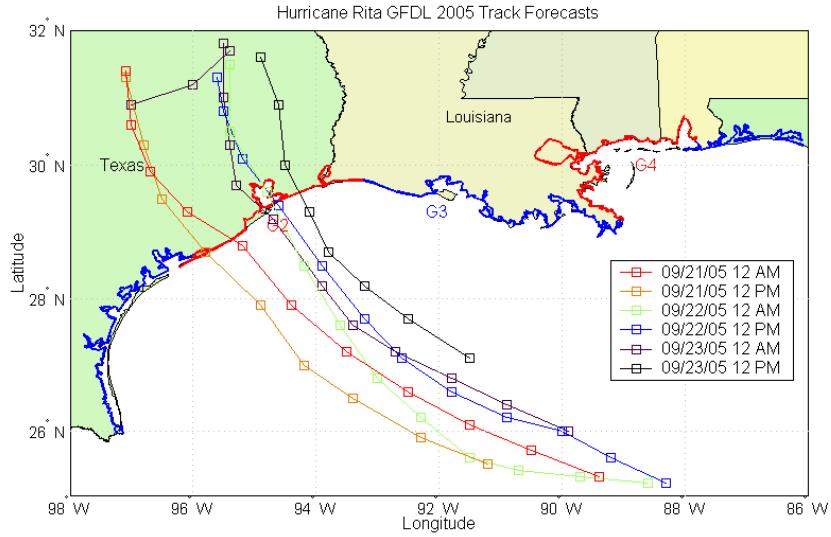 Hurricane Rita GFDL 2005 Track Forecasts
32° N
30° N
28° N
26° N
Latitude
Louisiana
Texas
G4
G3
G2
09/21/05 12 AM
09/21/05 12 PM
09/22/05 12 AM
09/22/05 12 PM
09/23/05 12 AM
09/23/05 12 PM
98° W
96° W
94° W
92° W
90° W
88° W
86° W
Longitude